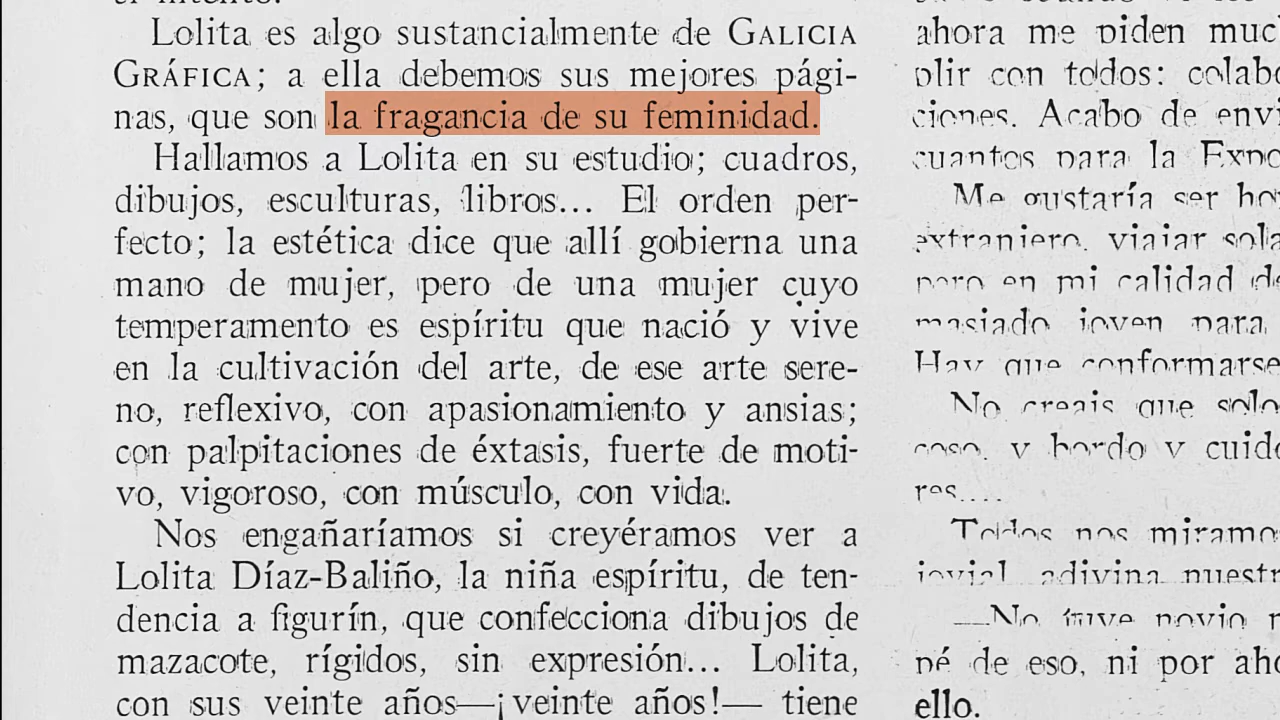 Lolita es algo sustancialmente de GALICIA
GRÁFICA; a ella debemos sus mejores pági-
nas, que son la fragancia de su feminidad.
Hallamos a Lolita en su estudio; cuadros,
dibujos, esculturas, libros... El orden per-
fecto; la estética dice que allí gobierna una
mano de mujer, pero de una mujer cuyo
temperamento es espíritu que nació y vive
en la cultivación del arte, de ese arte sere-
no, reflexivo, con apasionamiento y ansias;
con palpitaciones de éxtasis, fuerte de moti-
vo, vigoroso, con músculo, con vida.
Nos engañaríamos si creyéramos ver a
Lolita Díaz-Baliño, la niña espíritu, de ten-
dencia a figurín, que confecciona dibujos de
mazacote, rígidos, sin expresión... Lolita,
con sus veinte años—¡veinte años!— tiene
ahora me piden
con todos:
ciones. Acabo de
cuantos para la
Me gustaría ser
extranjero, viajar
pero en mi calidad
masiado joven para
Hay que conformarse
No creais que
coso, y bordo y
res....
Todos nos
jovial, adivina
—No tuve novio
pé de eso, ni por
ello.